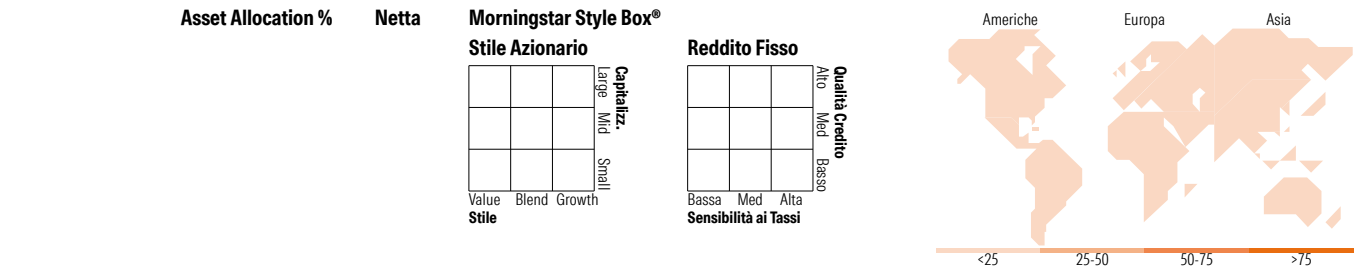 Asset Allocation % Netta
Morningstar Style Box®
Stile Azionario
Large Mid Small
Capitalizz.
Value Blend Growth
Stile
Reddito Fisso
Alto Med Basso
Qualità Credito
Bassa Med Alta
Sensibilità ai Tassi
Americhe Europa Asia
<25 25-50 50-75 >75